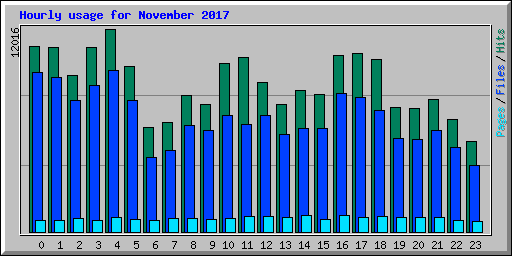 Hourly usage for November 2017
12016
Pages/Files/Hits
0 1 2 3 4 5 6 7 8 9 10 11 12 13 14 15 16 17 18 19 20 21 22 23